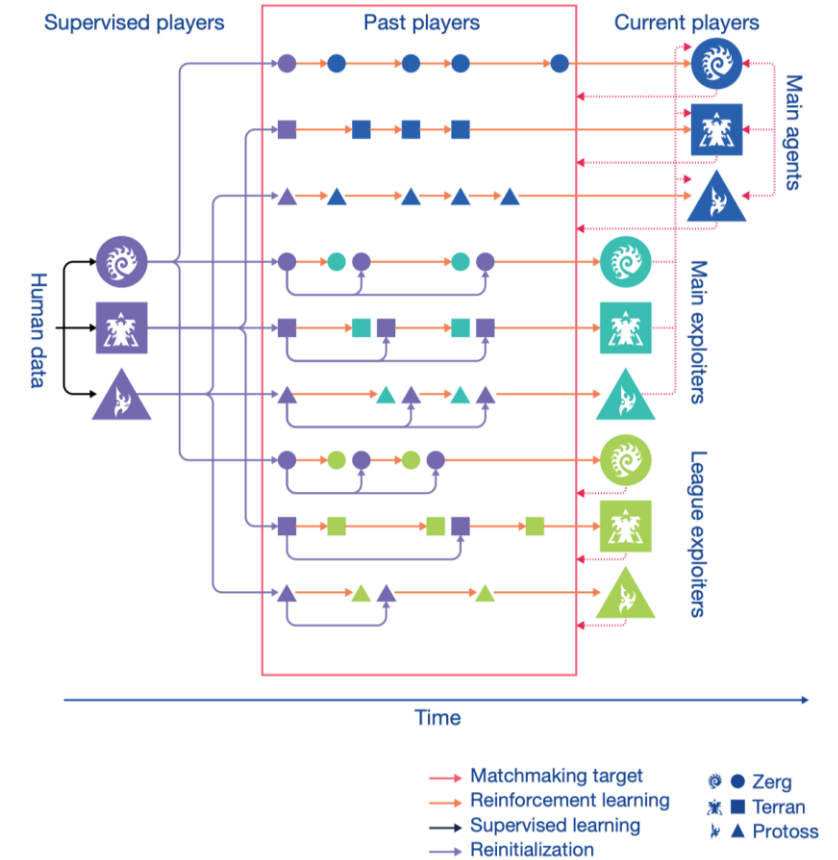 Supervised players
Past players
Current players
Main agents
Human data
Main exploiters
League exploiters
Time
Matchmaking target
Reinforcement learning
Supervised learning
Reinitialization
Zerg
Terran
Protoss